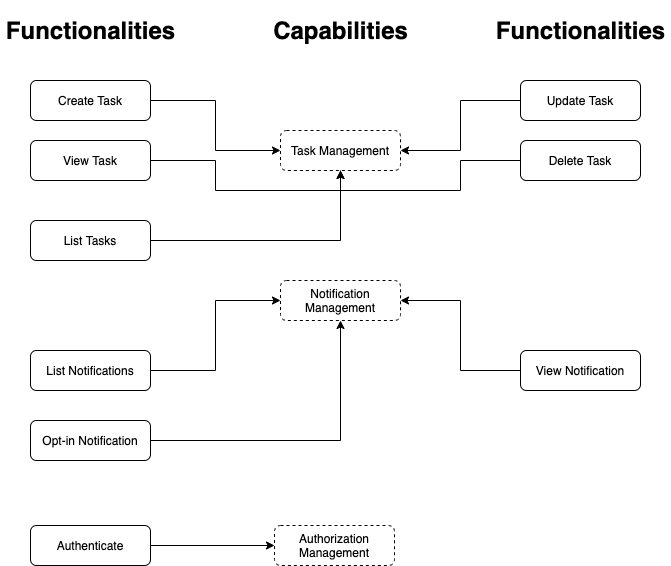 Functionalities
Capabilities
Functionalities
Create Task
Update Task
Task Management
View Task
Delete Task
List Tasks
Notification
Management
List Notifications
View Notification
Opt-in Notification
Authenticate
Authorization
Management